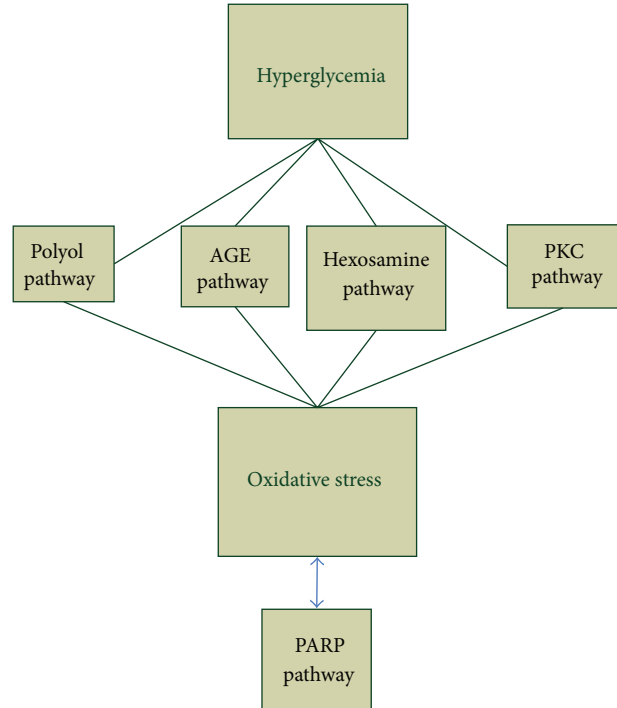 Hyperglycemia
Polyol
pathway
AGE
pathway
Hexosamine
pathway
PKC
pathway
Oxidative stress
PARP
pathway